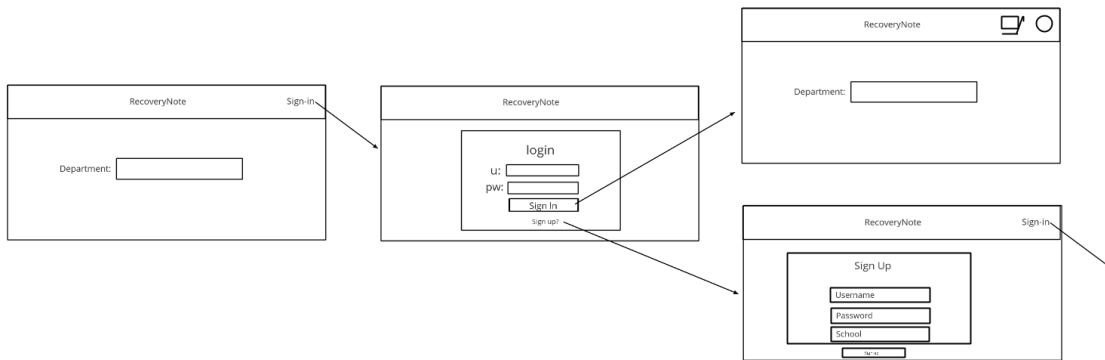 RecoveryNote Sign-in
Department:
RecoveryNote
login
u:
pw:
Sign In
Sign up?
RecoveryNote
Department:
RecoveryNote Sign-in
Sign Up
Username
Password
School